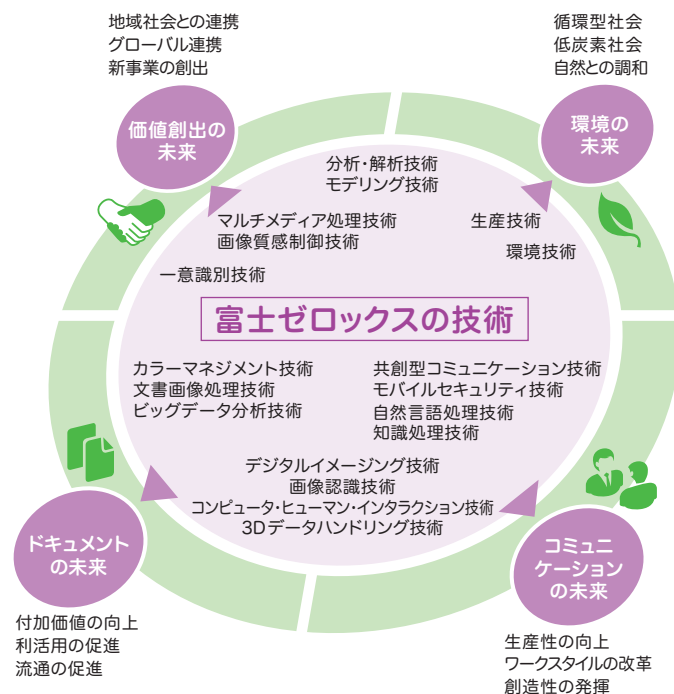 地域社会との連携
グローバル連携
新事業の創出
循環型社会
低炭素社会
自然との調和
価値創出の
未来
環境の
未来
分析・解析技術
モデリング技術
マルチメディア処理技術
画像質感制御技術
生産技術
環境技術
一意識別技術
富士ゼロックスの技術
カラーマネジメント技術
文書画像処理技術
ビッグデータ分析技術
共創型コミュニケーション技術
モバイルセキュリティ技術
自然言語処理技術
知識処理技術
デジタルイメージング技術
画像認識技術
コンピュータ・ヒューマン・インタラクション技術
3Dデータハンドリング技術
ドキュメント
の未来
コミュニ
ケーション
の未来
付加価値の向上
利活用の促進
流通の促進
生産性の向上
ワークスタイルの改革
創造性の発揮